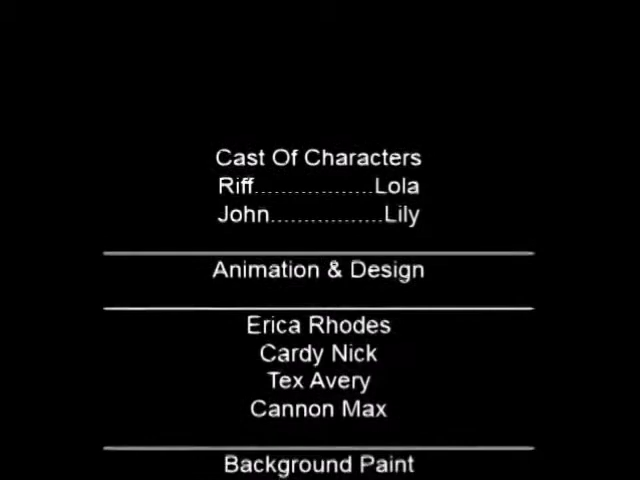 Cast Of Characters
Riff..................Lola
John.................Lily
Animation & Design
Erica Rhodes
Cardy Nick
Tex Avery
Cannon Max
Background Paint